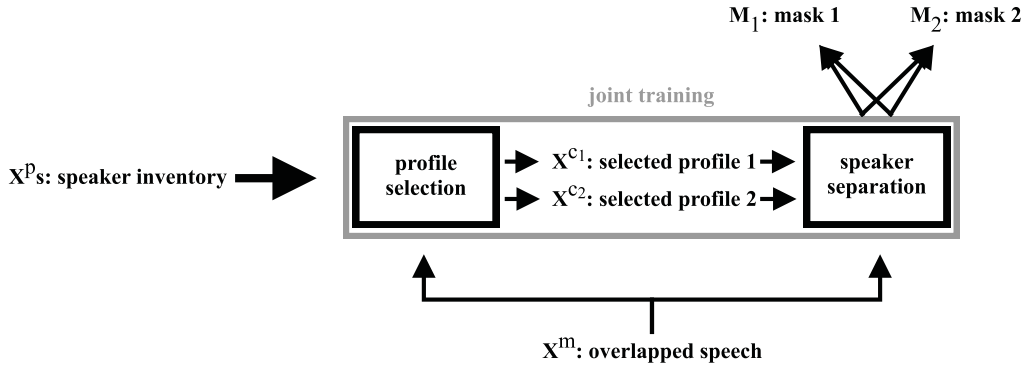 M₁: mask 1
M₂: mask 2
joint training
Xᵖs: speaker inventory
profile
selection
Xᶜ¹: selected profile 1
Xᶜ²: selected profile 2
speaker
separation
Xᵐ: overlapped speech